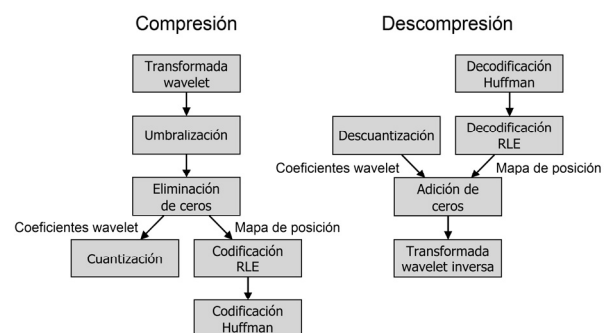 Compresión
Transformada
wavelet
Umbralización
Eliminación
de ceros
Coeficientes wavelet
Mapa de posición
Cuantización
Codificación
RLE
Codificación
Huffman
Descompresión
Decodificación
Huffman
Descuantización
Decodificación
RLE
Coeficientes wavelet
Mapa de posición
Adición de
ceros
Transformada
wavelet inversa